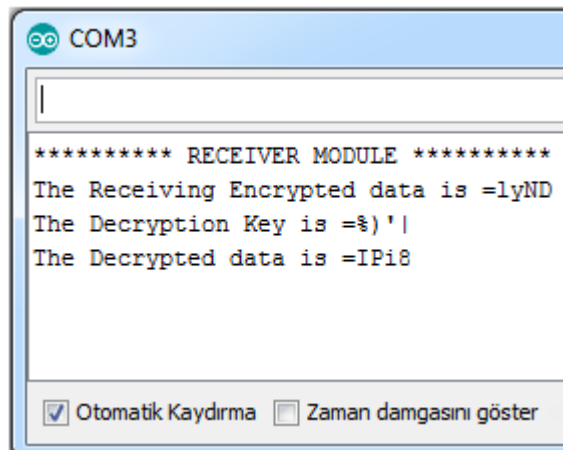 COM3
********** RECEIVER MODULE **********
The Receiving Encrypted data is =lyND
The Decryption Key is =%)'|
The Decrypted data is =IPi8
Otomatik Kaydırma Zaman damgasını göster